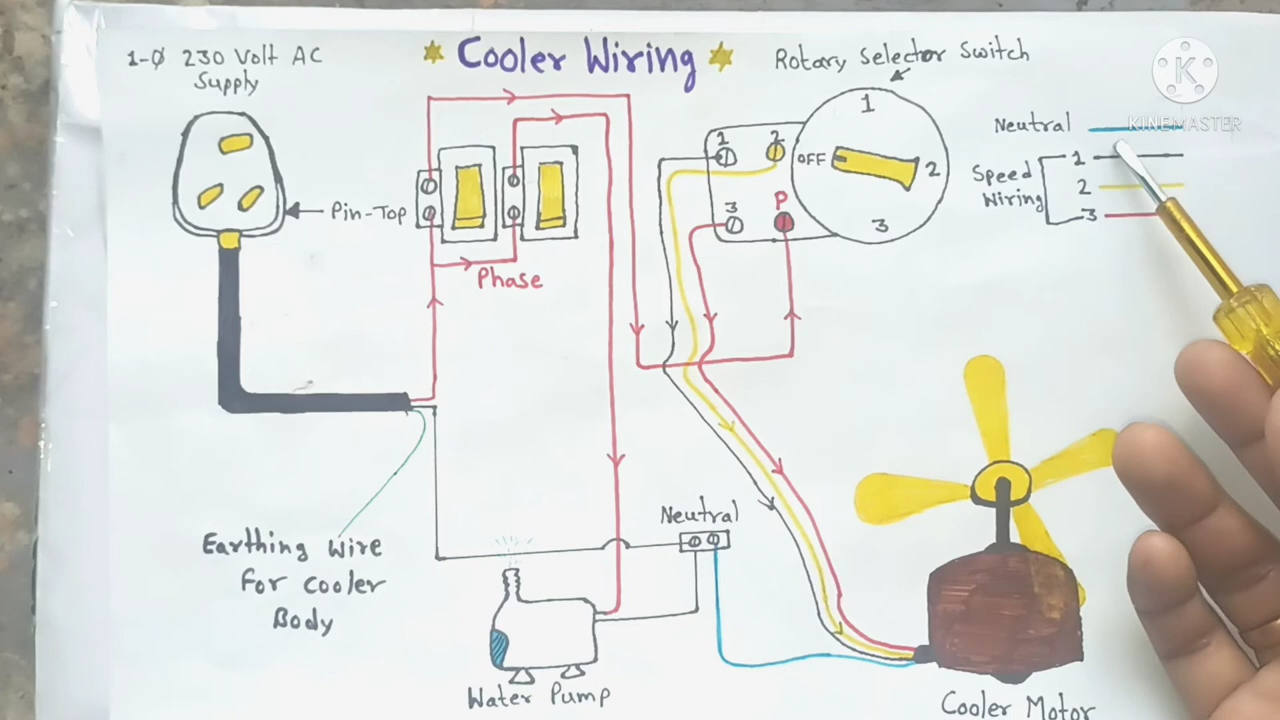 1-Ø 230 Volt AC
Supply
Cooler Wiring
Rotary Selector Switch
K
KINEMASTER
Neutral
Speed
Wiring
1
2
3
1
2
3
P
OFF
1
2
3
Pin-Top
Phase
Earthing Wire
For Cooler
Body
Neutral
Water Pump
Cooler Motor